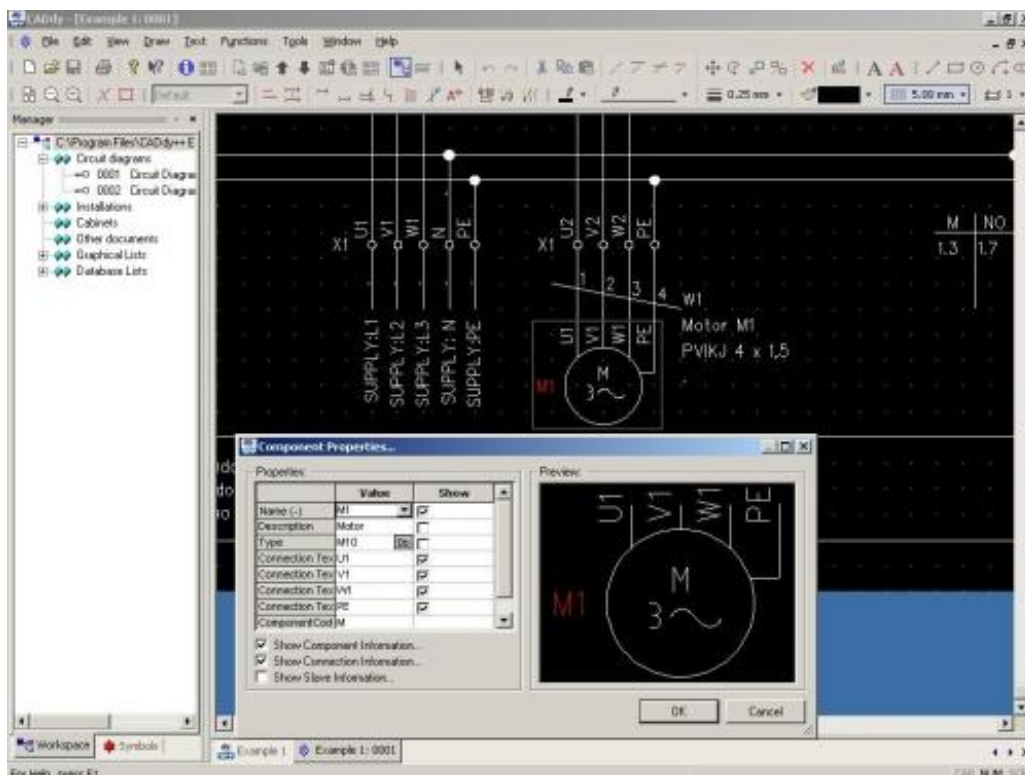 CADdy - [Example 1: 0001]
File Edit View Draw Text Functions Tools Window Help
Default
0.25 mm
5.00 mm
1
Manager
C:\Program Files\CADdy++ E
Circuit diagrams
0001 Circuit Diagra
0002 Circuit Diagra
Installations
Cabinets
Other documents
Graphical Lists
Database Lists
X1 U1 V1 W1 N PE
X1 U2 V2 W2 PE
M NO
1.3 1.7
1 2 3 4 W1
SUPPLY:L1
SUPPLY:L2
SUPPLY:L3
SUPPLY:N
SUPPLY:PE
U1 V1 W1 PE
Motor M1
PVIKJ 4 x 1,5
M1
M
3
Component Properties...
Properties:
Value Show
Name (-) M1
Description Motor
Type M10
Connection Tex U1
Connection Tex V1
Connection Tex W1
Connection Tex PE
ComponentCod M
Show Component Information...
Show Connection Information...
Show Slave Information...
Preview:
U1 V1 W1 PE
M1
M
3
OK Cancel
Workspace Symbols
Example 1 Example 1: 0001
For Help, press F1
NUM